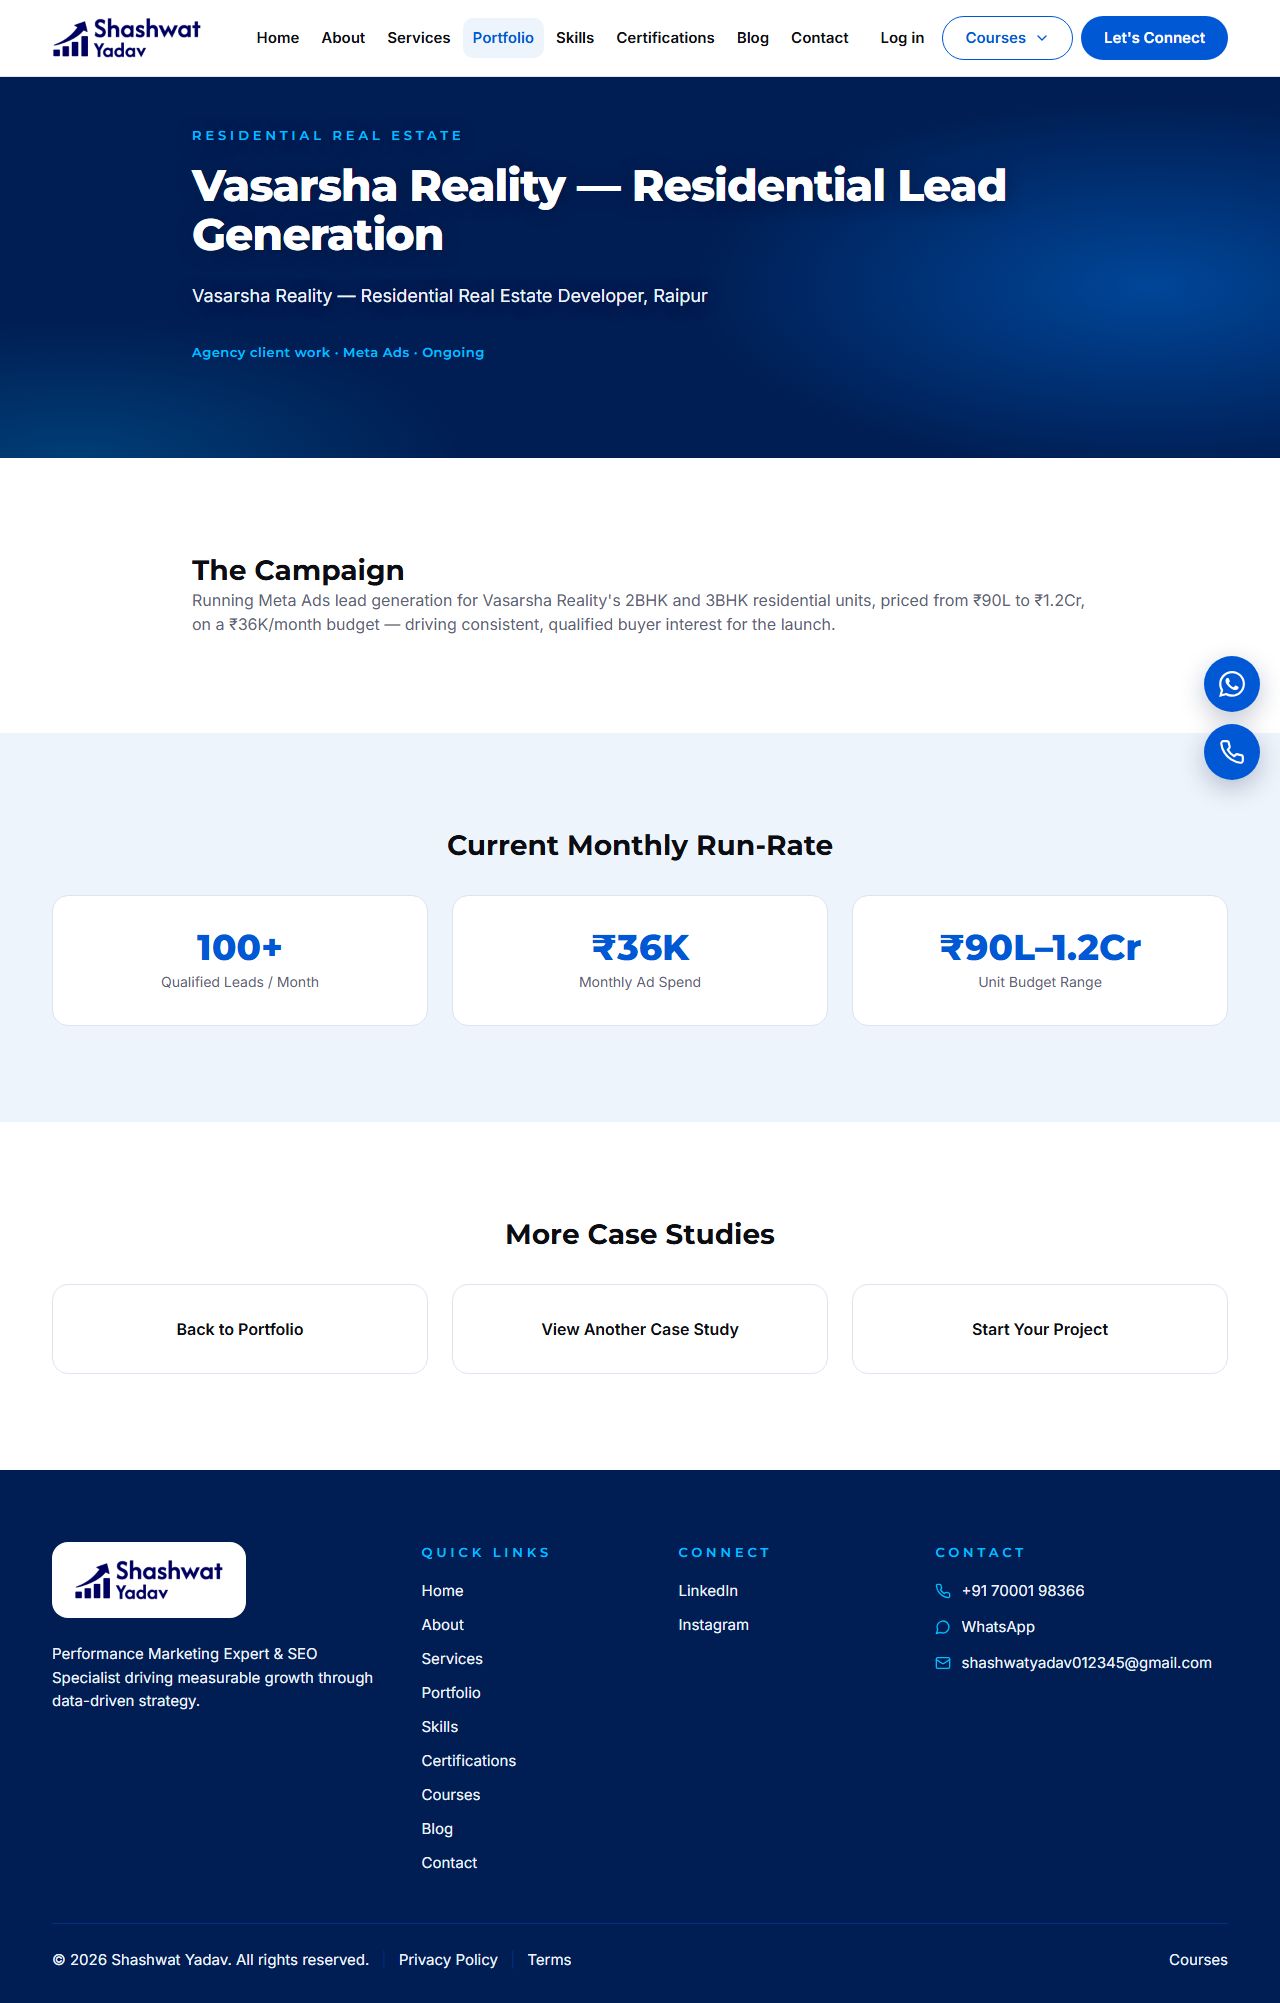 Shashwat
Yadav
Home
About
Services
Portfolio
Skills
Certifications
Blog
Contact
Log in
Courses
Let's Connect
RESIDENTIAL REAL ESTATE
Vasarsha Reality — Residential Lead
Generation
Vasarsha Reality — Residential Real Estate Developer, Raipur
Agency client work · Meta Ads · Ongoing
The Campaign
Running Meta Ads lead generation for Vasarsha Reality's 2BHK and 3BHK residential units, priced from ₹90L to ₹1.2Cr,
on a ₹36K/month budget — driving consistent, qualified buyer interest for the launch.
Current Monthly Run-Rate
100+
Qualified Leads / Month
₹36K
Monthly Ad Spend
₹90L–1.2Cr
Unit Budget Range
More Case Studies
Back to Portfolio
View Another Case Study
Start Your Project
Shashwat
Yadav
Performance Marketing Expert & SEO
Specialist driving measurable growth through
data-driven strategy.
QUICK LINKS
Home
About
Services
Portfolio
Skills
Certifications
Courses
Blog
Contact
CONNECT
LinkedIn
Instagram
CONTACT
+91 70001 98366
WhatsApp
shashwatyadav012345@gmail.com
© 2026 Shashwat Yadav. All rights reserved.
Privacy Policy
Terms
Courses